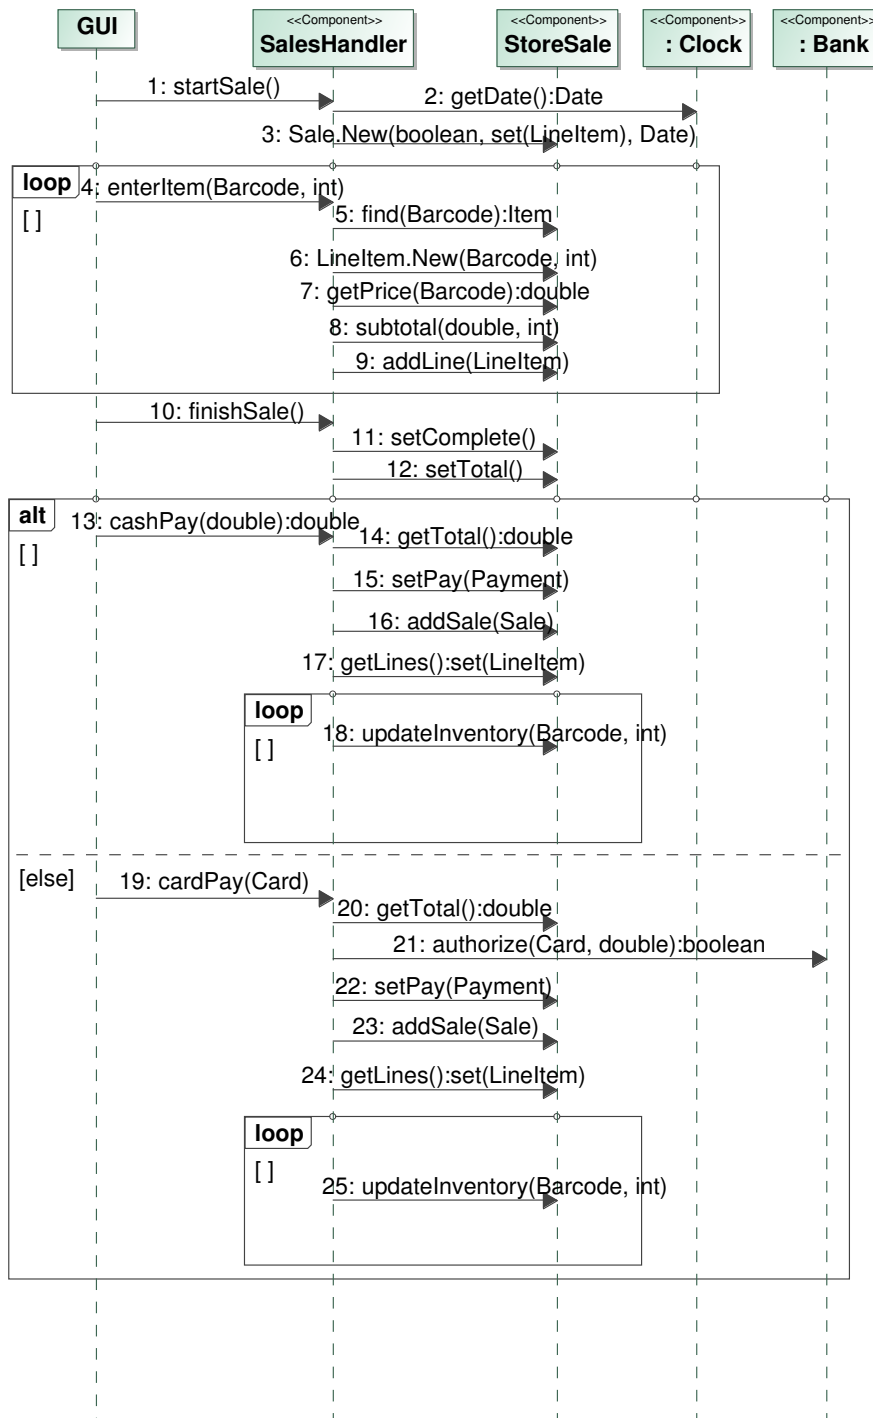 GUI
<<Component>>
SalesHandler
<<Component>>
StoreSale
<<Component>>
: Clock
<<Component>>
: Bank
1: startSale()
2: getDate():Date
3: Sale.New(boolean, set(LineItem), Date)
loop
4: enterItem(Barcode, int)
[ ]
5: find(Barcode):Item
6: LineItem.New(Barcode, int)
7: getPrice(Barcode):double
8: subtotal(double, int)
9: addLine(LineItem)
10: finishSale()
11: setComplete()
12: setTotal()
alt
13: cashPay(double):double
[ ]
14: getTotal():double
15: setPay(Payment)
16: addSale(Sale)
17: getLines():set(LineItem)
loop
18: updateInventory(Barcode, int)
[ ]
[else]
19: cardPay(Card)
20: getTotal():double
21: authorize(Card, double):boolean
22: setPay(Payment)
23: addSale(Sale)
24: getLines():set(LineItem)
loop
[ ]
25: updateInventory(Barcode, int)